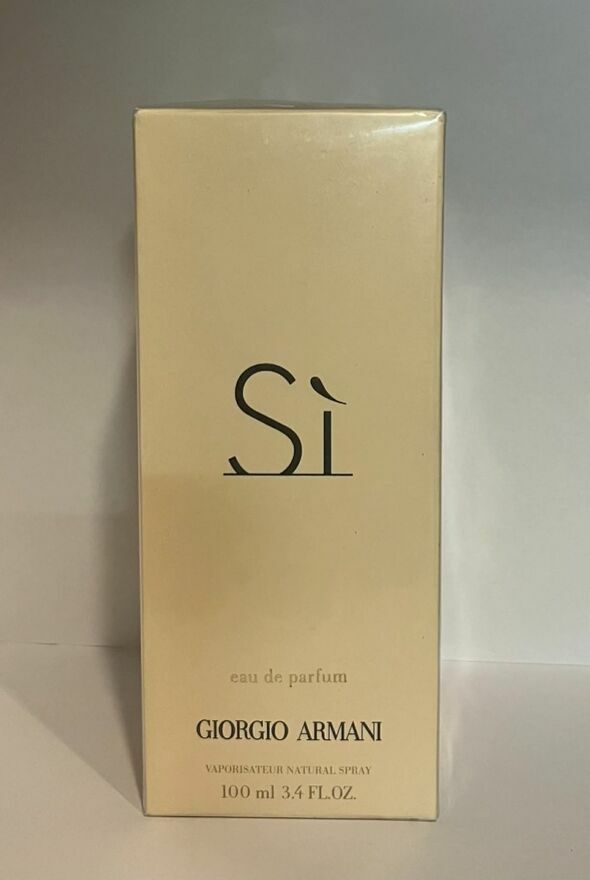 Sì
eau de parfum
GIORGIO ARMANI
VAPORISATEUR NATURAL SPRAY
100 ml 3.4 FL.OZ.